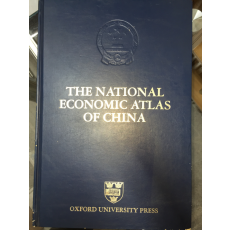 THE NATIONAL
ECONOMIC ATLAS
OF CHINA
OXFORD UNIVERSITY PRESS